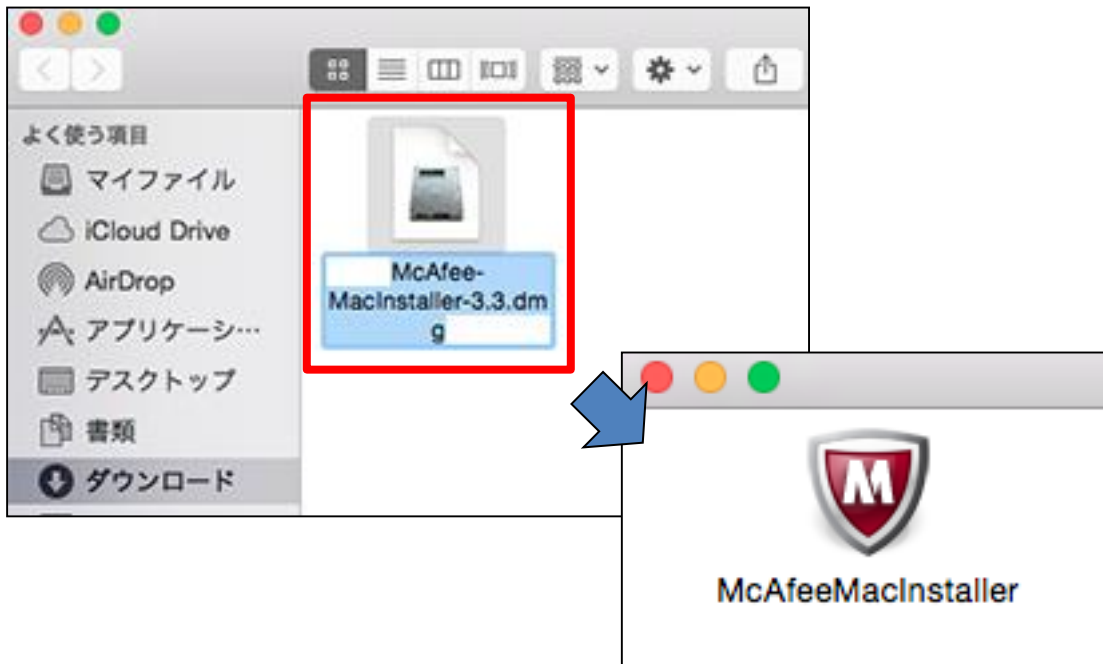 よく使う項目
マイファイル
iCloud Drive
AirDrop
アプリケーシ…
デスクトップ
書類
ダウンロード
McAfee-
MacInstaller-3.3.dm
g
M
McAfeeMacInstaller